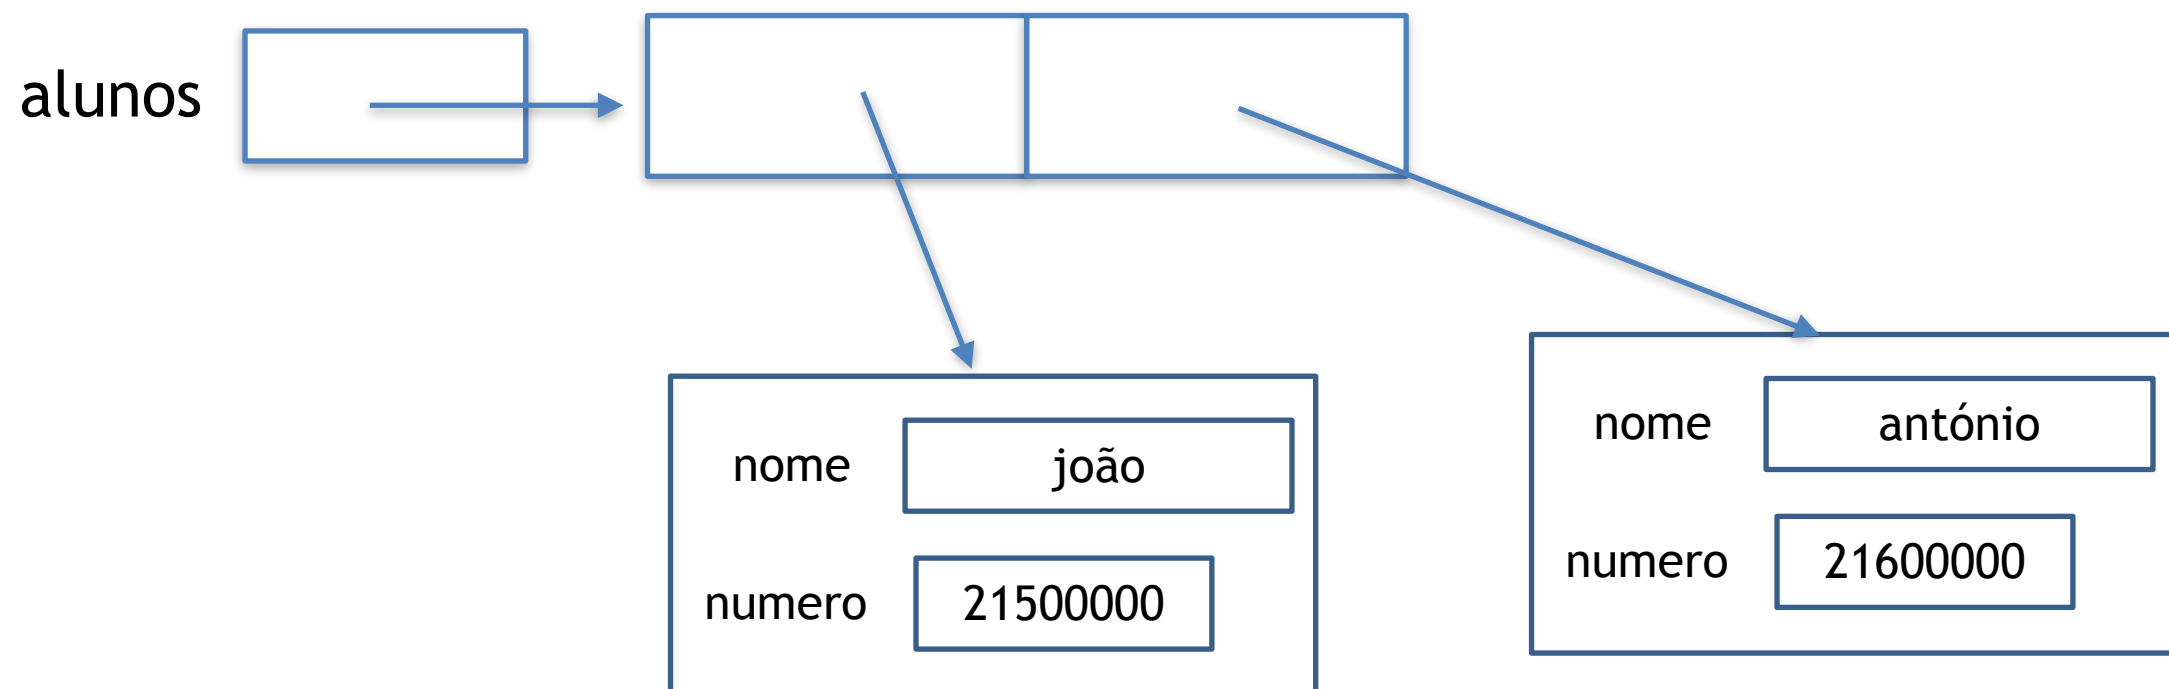 alunos
nome
joão
numero
21500000
nome
antónio
numero
21600000